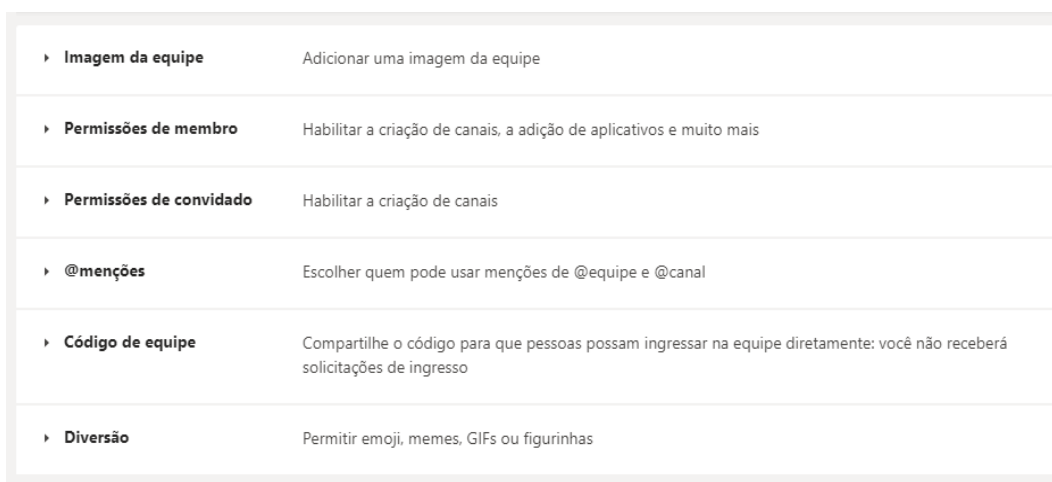 Imagem da equipe Adicionar uma imagem da equipe
Permissões de membro Habilitar a criação de canais, a adição de aplicativos e muito mais
Permissões de convidado Habilitar a criação de canais
@menções Escolher quem pode usar menções de @equipe e @canal
Código de equipe Compartilhe o código para que pessoas possam ingressar na equipe diretamente: você não receberá
solicitações de ingresso
Diversão Permitir emoji, memes, GIFs ou figurinhas